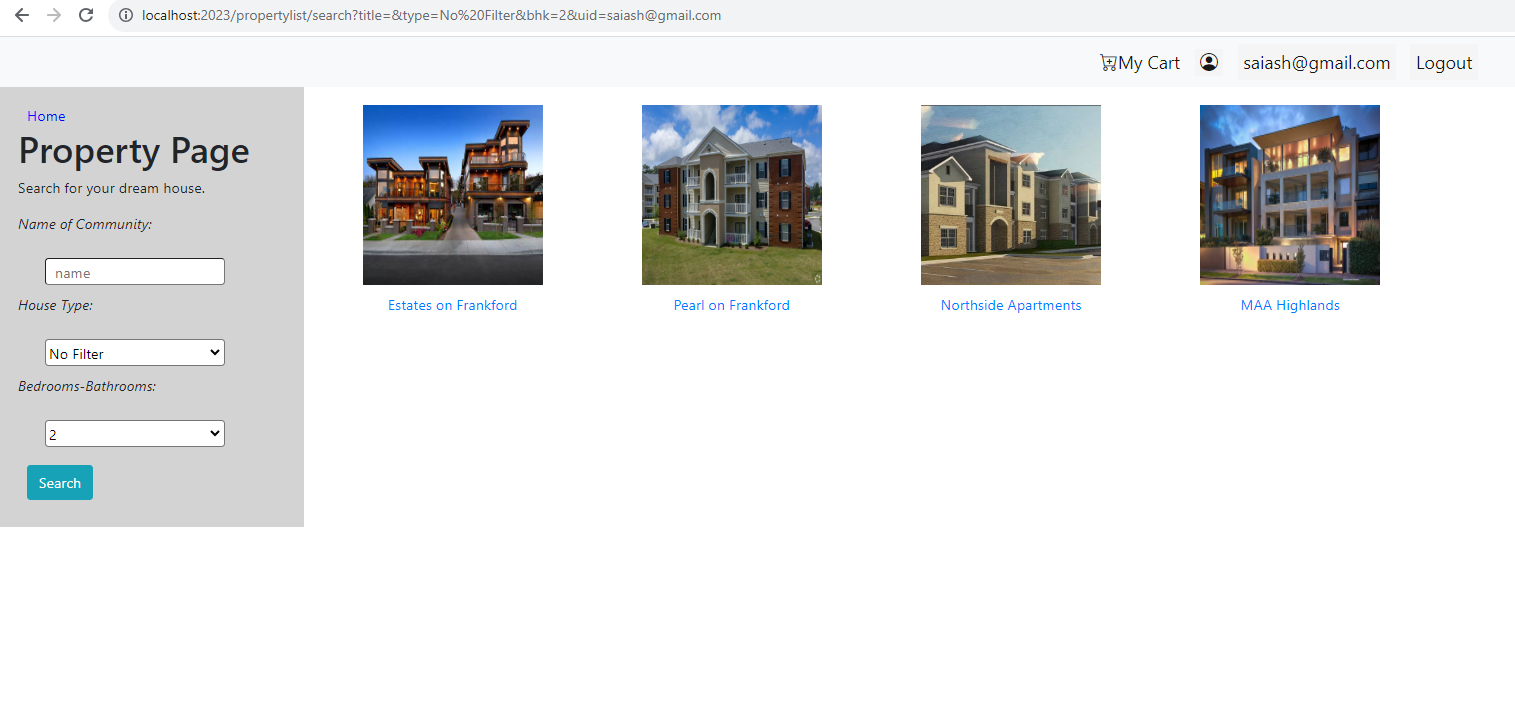 localhost:2023/propertylist/search?title=&type=No%20Filter&bhk=2&uid=saiash@gmail.com
My Cart saiash@gmail.com Logout
Home
Property Page
Search for your dream house.
Name of Community:
name
House Type:
No Filter
Bedrooms-Bathrooms:
2
Search
Estates on Frankford
Pearl on Frankford
Northside Apartments
MAA Highlands